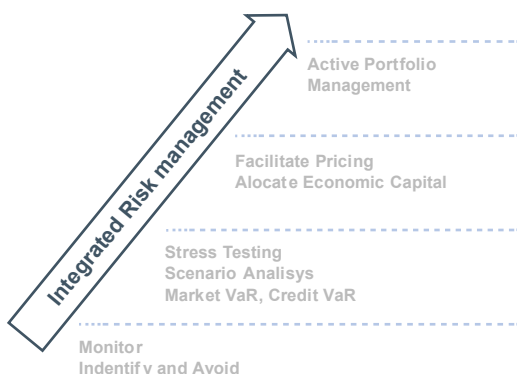 Active Portfolio
Management
Integrated Risk management
Facilitate Pricing
Alocate Economic Capital
Stress Testing
Scenario Analisys
Market VaR, Credit VaR
Monitor
Indentify and Avoid